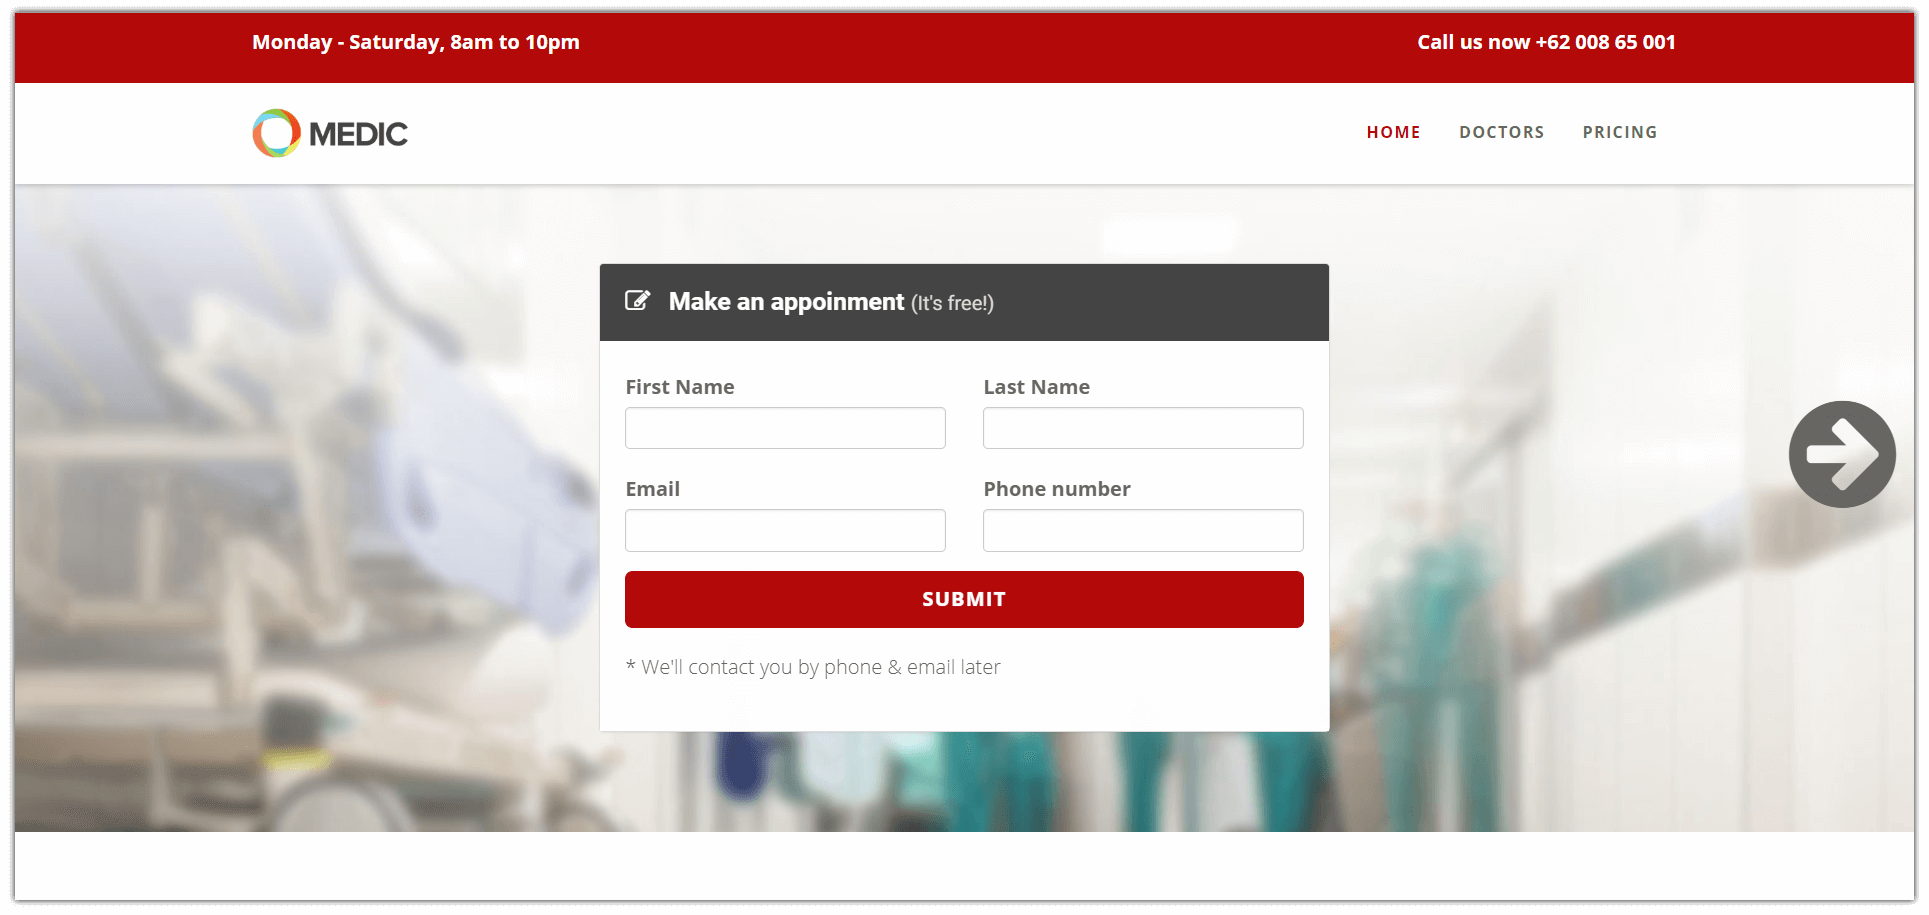 Monday - Saturday, 8am to 10pm
Call us now +62 008 65 001
MEDIC
HOME DOCTORS PRICING
Make an appoinment (It's free!)
First Name
Last Name
Email
Phone number
SUBMIT
* We'll contact you by phone & email later